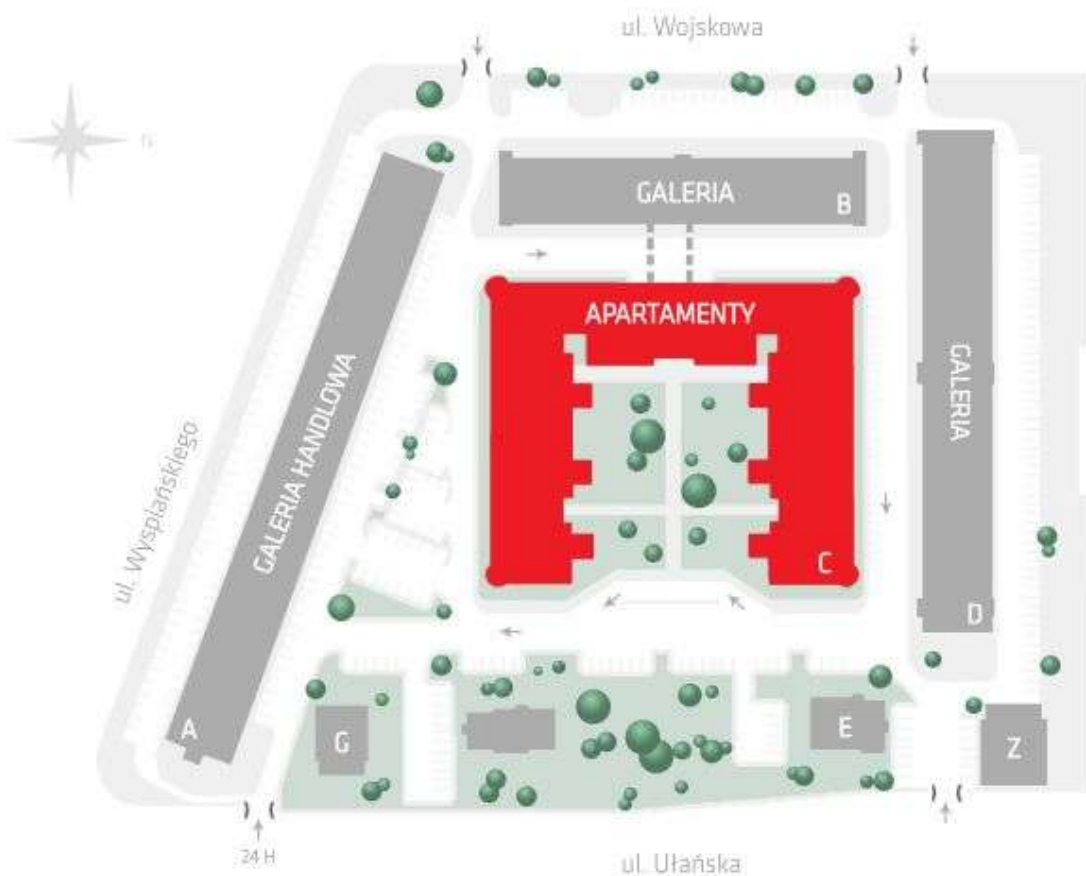 ul. Wojskowa
GALERIA
B
APARTAMENTY
GALERIA HANDLOWA
GALERIA
ul. Wyspiańskiego
C
D
A
G
E
Z
24 H
ul. Ułańska